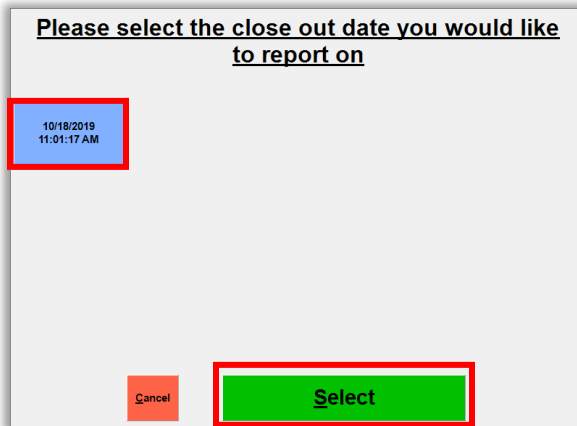 Please select the close out date you would like
to report on
10/18/2019
11:01:17 AM
Cancel
Select